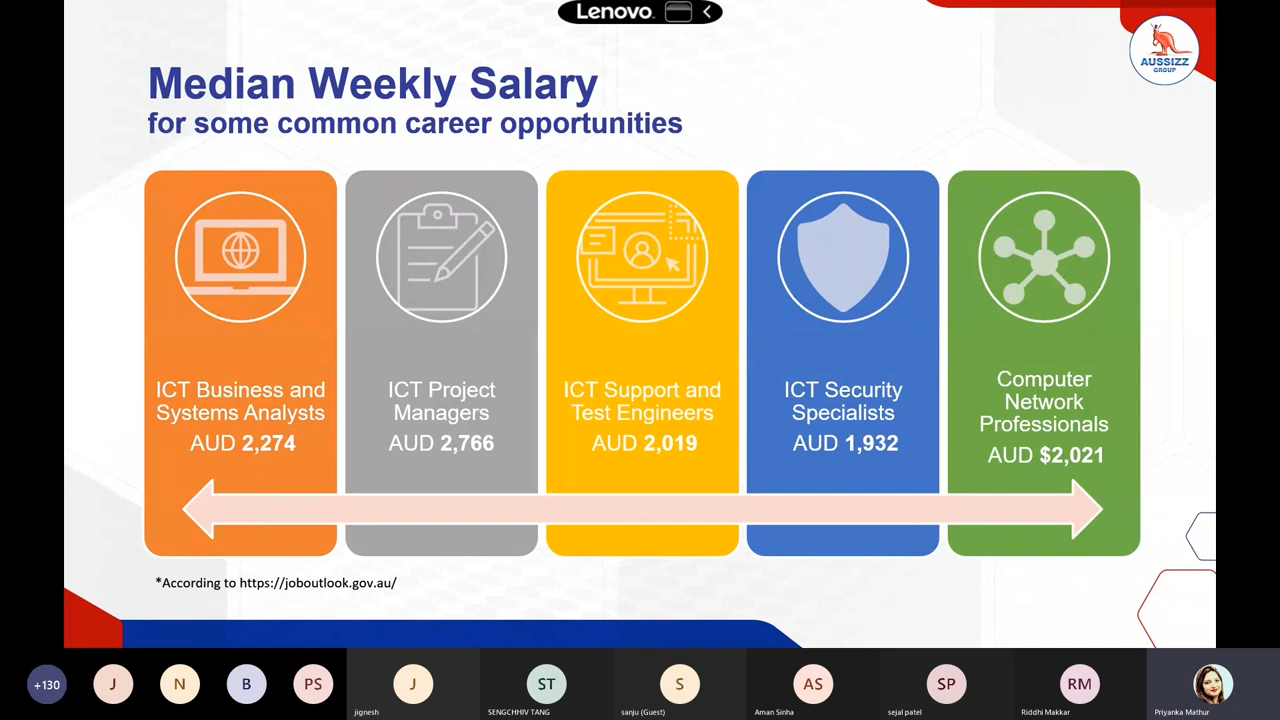 Lenovo
AUSSIZZ
GROUP
Median Weekly Salary
for some common career opportunities
ICT Business and
Systems Analysts
AUD 2,274
ICT Project
Managers
AUD 2,766
ICT Support and
Test Engineers
AUD 2,019
ICT Security
Specialists
AUD 1,932
Computer
Network
Professionals
AUD $2,021
*According to https://joboutlook.gov.au/
+130
J
N
B
PS
J
jignesh
ST
SENGCHHIV TANG
S
sanju (Guest)
AS
Aman Sinha
SP
sejal patel
RM
Riddhi Makkar
Priyanka Mathur